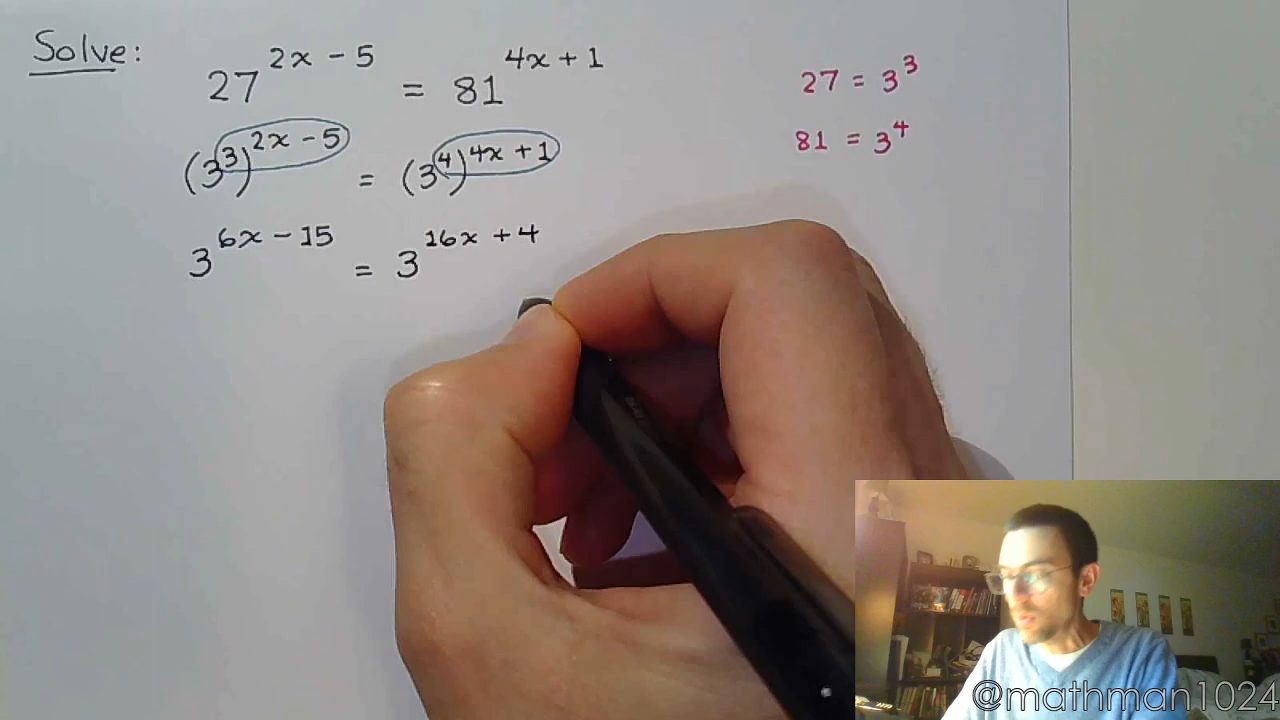 Solve:
27^(2x − 5) = 81^(4x + 1)
27 = 3^3
(3^3)^(2x − 5) = (3^4)^(4x + 1)
81 = 3^4
3^(6x − 15) = 3^(16x + 4)
@mathman1024